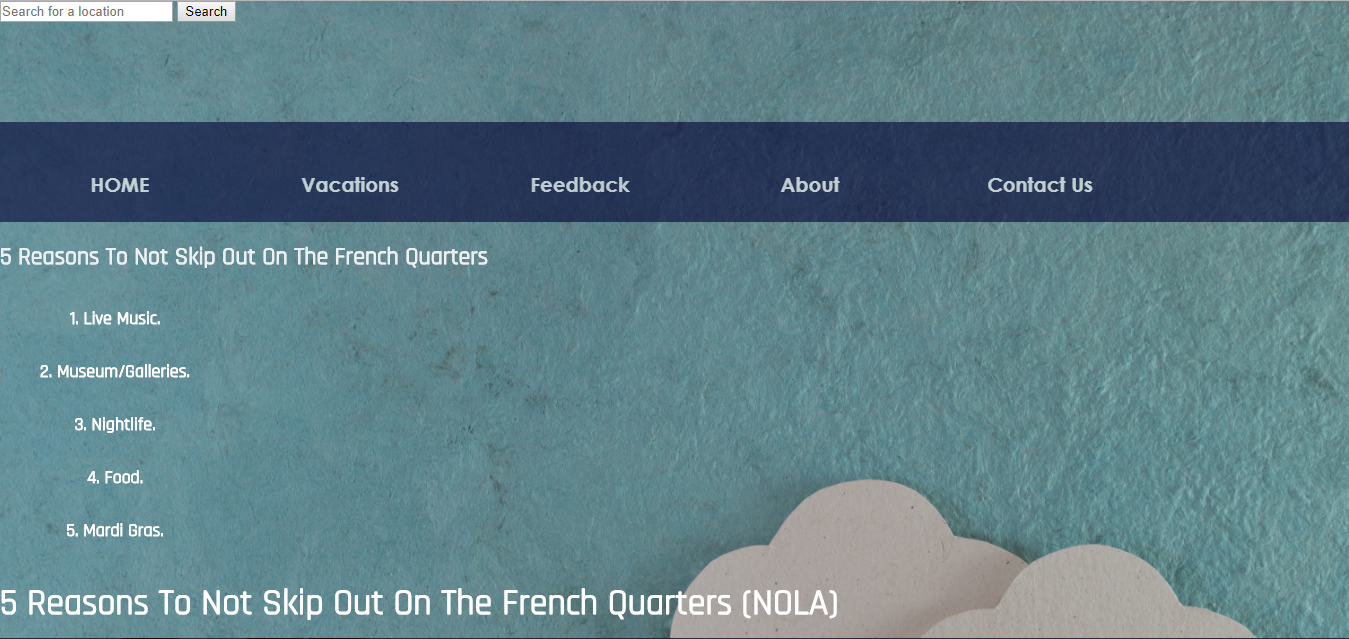 Search for a location Search
HOME Vacations Feedback About Contact Us
5 Reasons To Not Skip Out On The French Quarters
1. Live Music.
2. Museum/Galleries.
3. Nightlife.
4. Food.
5. Mardi Gras.
5 Reasons To Not Skip Out On The French Quarters (NOLA)